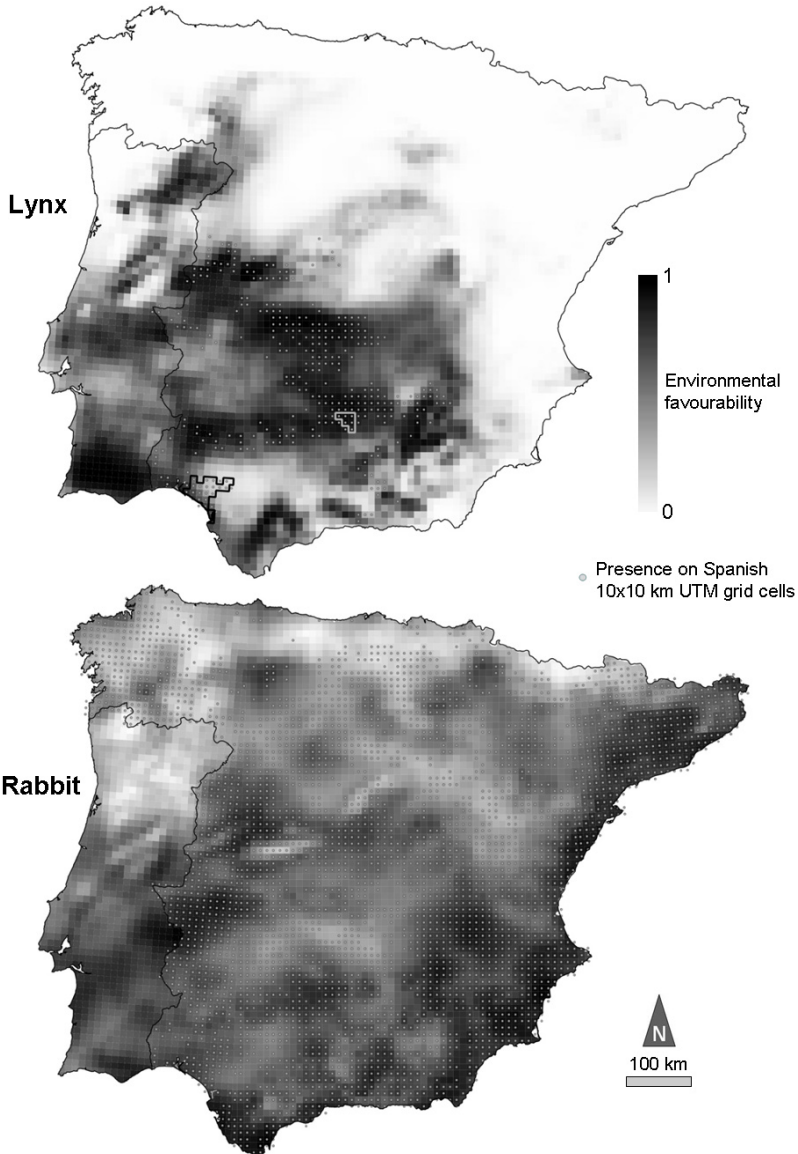 Lynx
1
Environmental
favourability
0
Presence on Spanish
10x10 km UTM grid cells
Rabbit
N
100 km